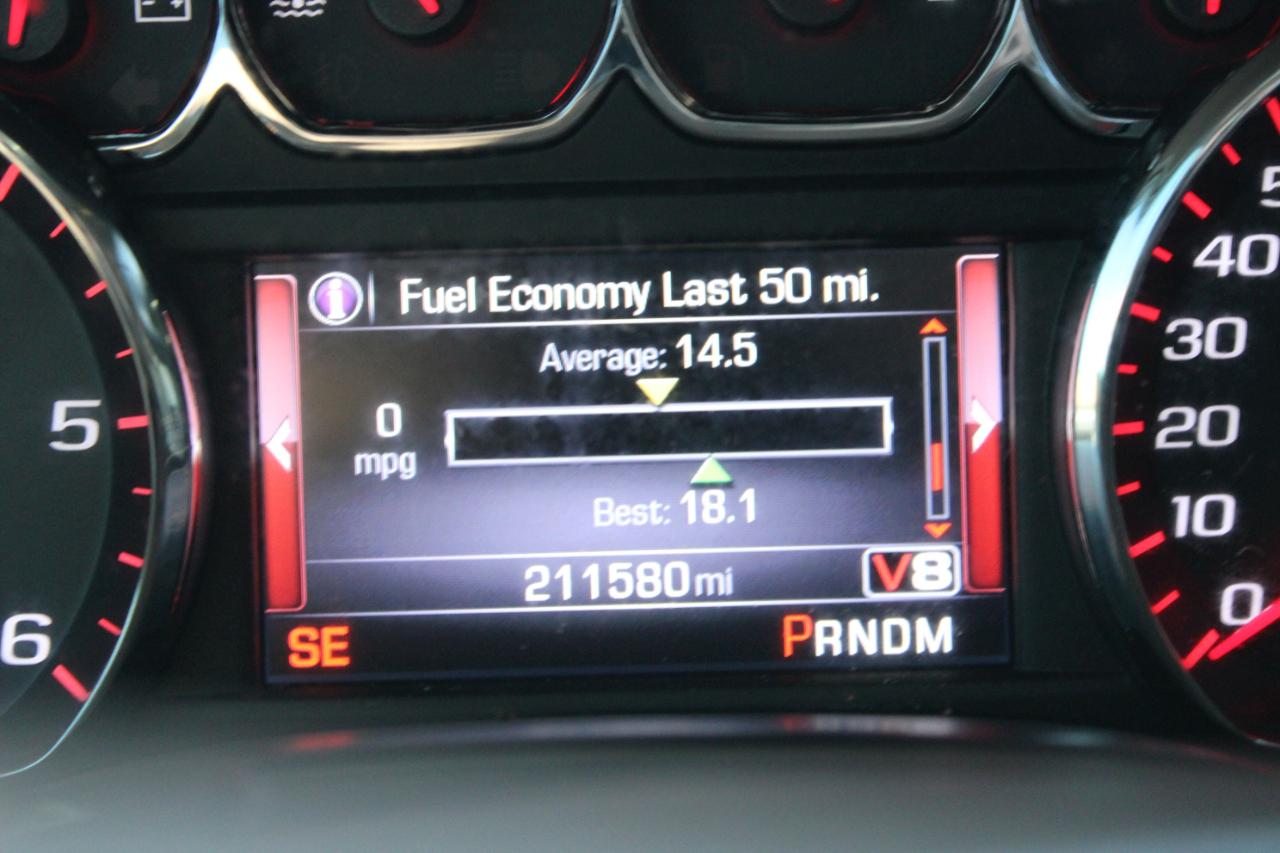 Fuel Economy Last 50 mi.
Average: 14.5
0
mpg
Best: 18.1
211580 mi
V8
SE
PRNDM
5
6
40
30
20
10
0